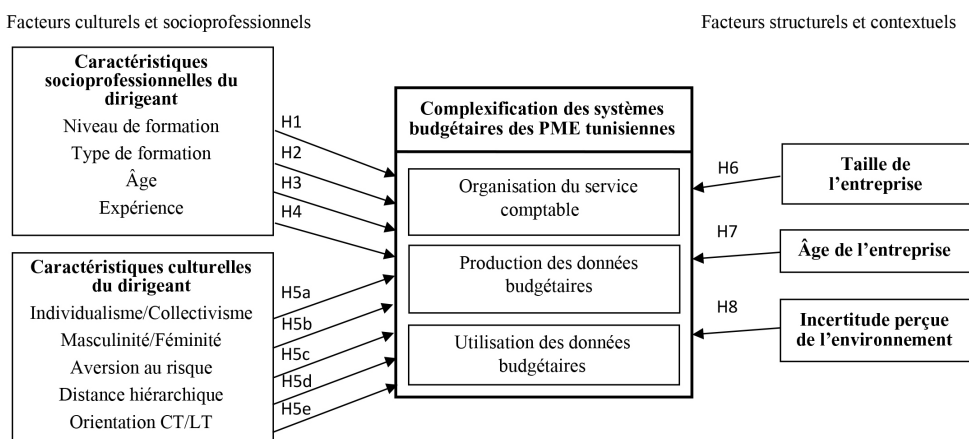 Facteurs culturels et socioprofessionnels
Facteurs structurels et contextuels
Caractéristiques
socioprofessionnelles du
dirigeant
Niveau de formation
Type de formation
Âge
Expérience
H1
H2
H3
H4
Caractéristiques culturelles
du dirigeant
Individualisme/Collectivisme
Masculinité/Féminité
Aversion au risque
Distance hiérarchique
Orientation CT/LT
H5a
H5b
H5c
H5d
H5e
Complexification des systèmes
budgétaires des PME tunisiennes
Organisation du service
comptable
Production des données
budgétaires
Utilisation des données
budgétaires
H6
H7
H8
Taille de
l'entreprise
Âge de l'entreprise
Incertitude perçue
de l'environnement